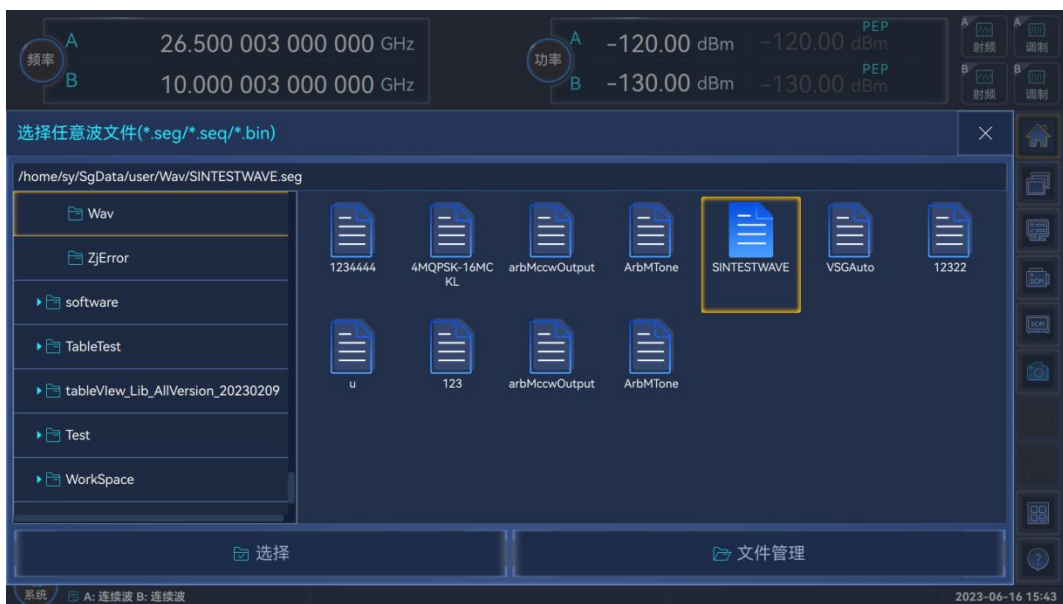 频率
A 26.500 003 000 000 GHz
B 10.000 003 000 000 GHz
功率
A -120.00 dBm -120.00 dBm PEP
B -130.00 dBm -130.00 dBm PEP
A 射频
A 调制
B 射频
B 调制
选择任意波文件(*.seg/*.seq/*.bin)
/home/sy/SgData/user/Wav/SINTESTWAVE.seg
Wav
ZjError
software
TableTest
tableVIew_Lib_AllVersion_20230209
Test
WorkSpace
1234444
4MQPSK-16MC
KL
arbMccwOutput
ArbMTone
SINTESTWAVE
VSGAuto
12322
u
123
arbMccwOutput
ArbMTone
scpi
SCPI
选择
文件管理
系统
A: 连续波 B: 连续波
2023-06-16 15:43